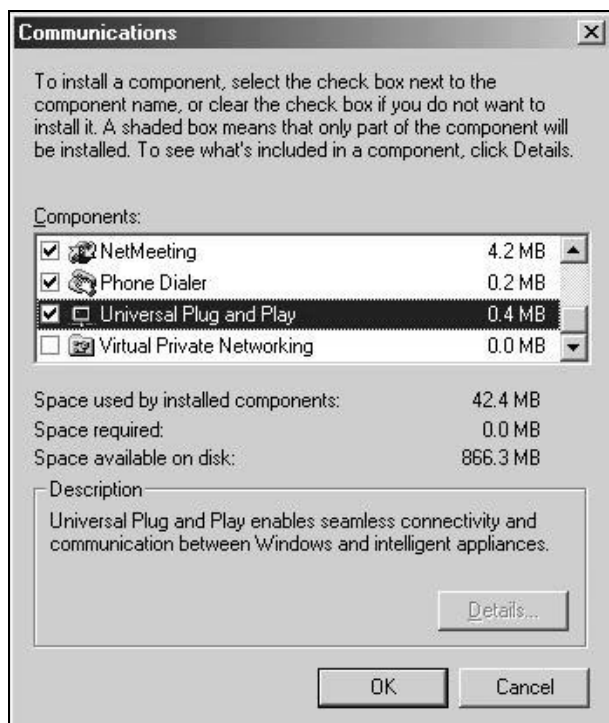 Communications
To install a component, select the check box next to the
component name, or clear the check box if you do not want to
install it. A shaded box means that only part of the component will
be installed. To see what's included in a component, click Details.
Components:
NetMeeting 4.2 MB
Phone Dialer 0.2 MB
Universal Plug and Play 0.4 MB
Virtual Private Networking 0.0 MB
Space used by installed components: 42.4 MB
Space required: 0.0 MB
Space available on disk: 866.3 MB
Description
Universal Plug and Play enables seamless connectivity and
communication between Windows and intelligent appliances.
Details...
OK Cancel